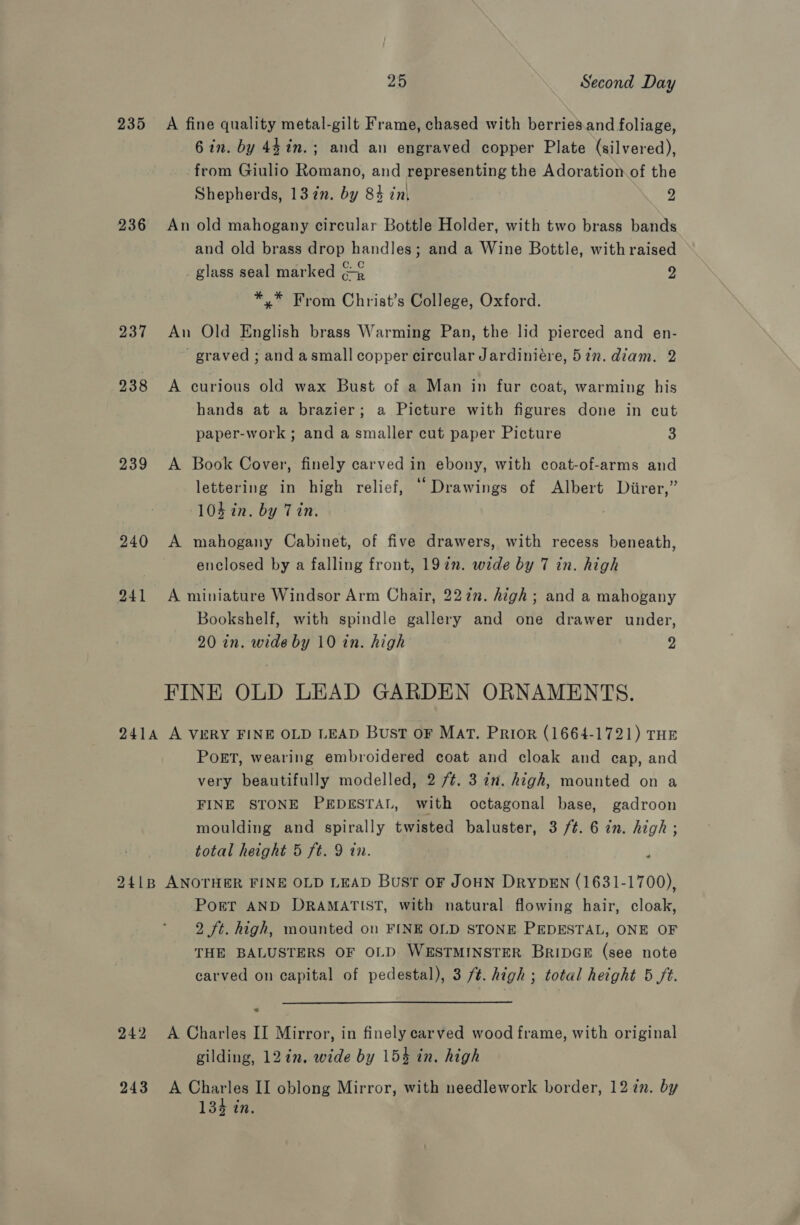 25 Second Day
235 A fine quality metal-gilt Frame, chased with berries and foliage,
6 in. by 4½ in.; and an engraved copper Plate (silvered),
from Giulio Romano, and representing the Adoration of the
Shepherds, 13 in. by 8½ in. 2
236 An old mahogany circular Bottle Holder, with two brass bands
and old brass drop handles; and a Wine Bottle, with raised
glass seal marked C. C. C–R 2
*⁎* From Christ's College, Oxford.
237 An Old English brass Warming Pan, the lid pierced and en-
graved; and a small copper circular Jardinière, 5 in. diam. 2
238 A curious old wax Bust of a Man in fur coat, warming his
hands at a brazier; a Picture with figures done in cut
paper-work; and a smaller cut paper Picture 3
239 A Book Cover, finely carved in ebony, with coat-of-arms and
lettering in high relief, "Drawings of Albert Dürer,"
10½ in. by 7 in.
240 A mahogany Cabinet, of five drawers, with recess beneath,
enclosed by a falling front, 19 in. wide by 7 in. high
241 A miniature Windsor Arm Chair, 22 in. high; and a mahogany
Bookshelf, with spindle gallery and one drawer under,
20 in. wide by 10 in. high 2
FINE OLD LEAD GARDEN ORNAMENTS.
241A A VERY FINE OLD LEAD BUST OF MAT. PRIOR (1664-1721) THE
POET, wearing embroidered coat and cloak and cap, and
very beautifully modelled, 2 ft. 3 in. high, mounted on a
FINE STONE PEDESTAL, with octagonal base, gadroon
moulding and spirally twisted baluster, 3 ft. 6 in. high;
total height 5 ft. 9 in.
241B ANOTHER FINE OLD LEAD BUST OF JOHN DRYDEN (1631-1700),
POET AND DRAMATIST, with natural flowing hair, cloak,
2 ft. high, mounted on FINE OLD STONE PEDESTAL, ONE OF
THE BALUSTERS OF OLD WESTMINSTER BRIDGE (see note
carved on capital of pedestal), 3 ft. high; total height 5 ft.
242 A Charles II Mirror, in finely carved wood frame, with original
gilding, 12 in. wide by 15½ in. high
243 A Charles II oblong Mirror, with needlework border, 12 in. by
13½ in.